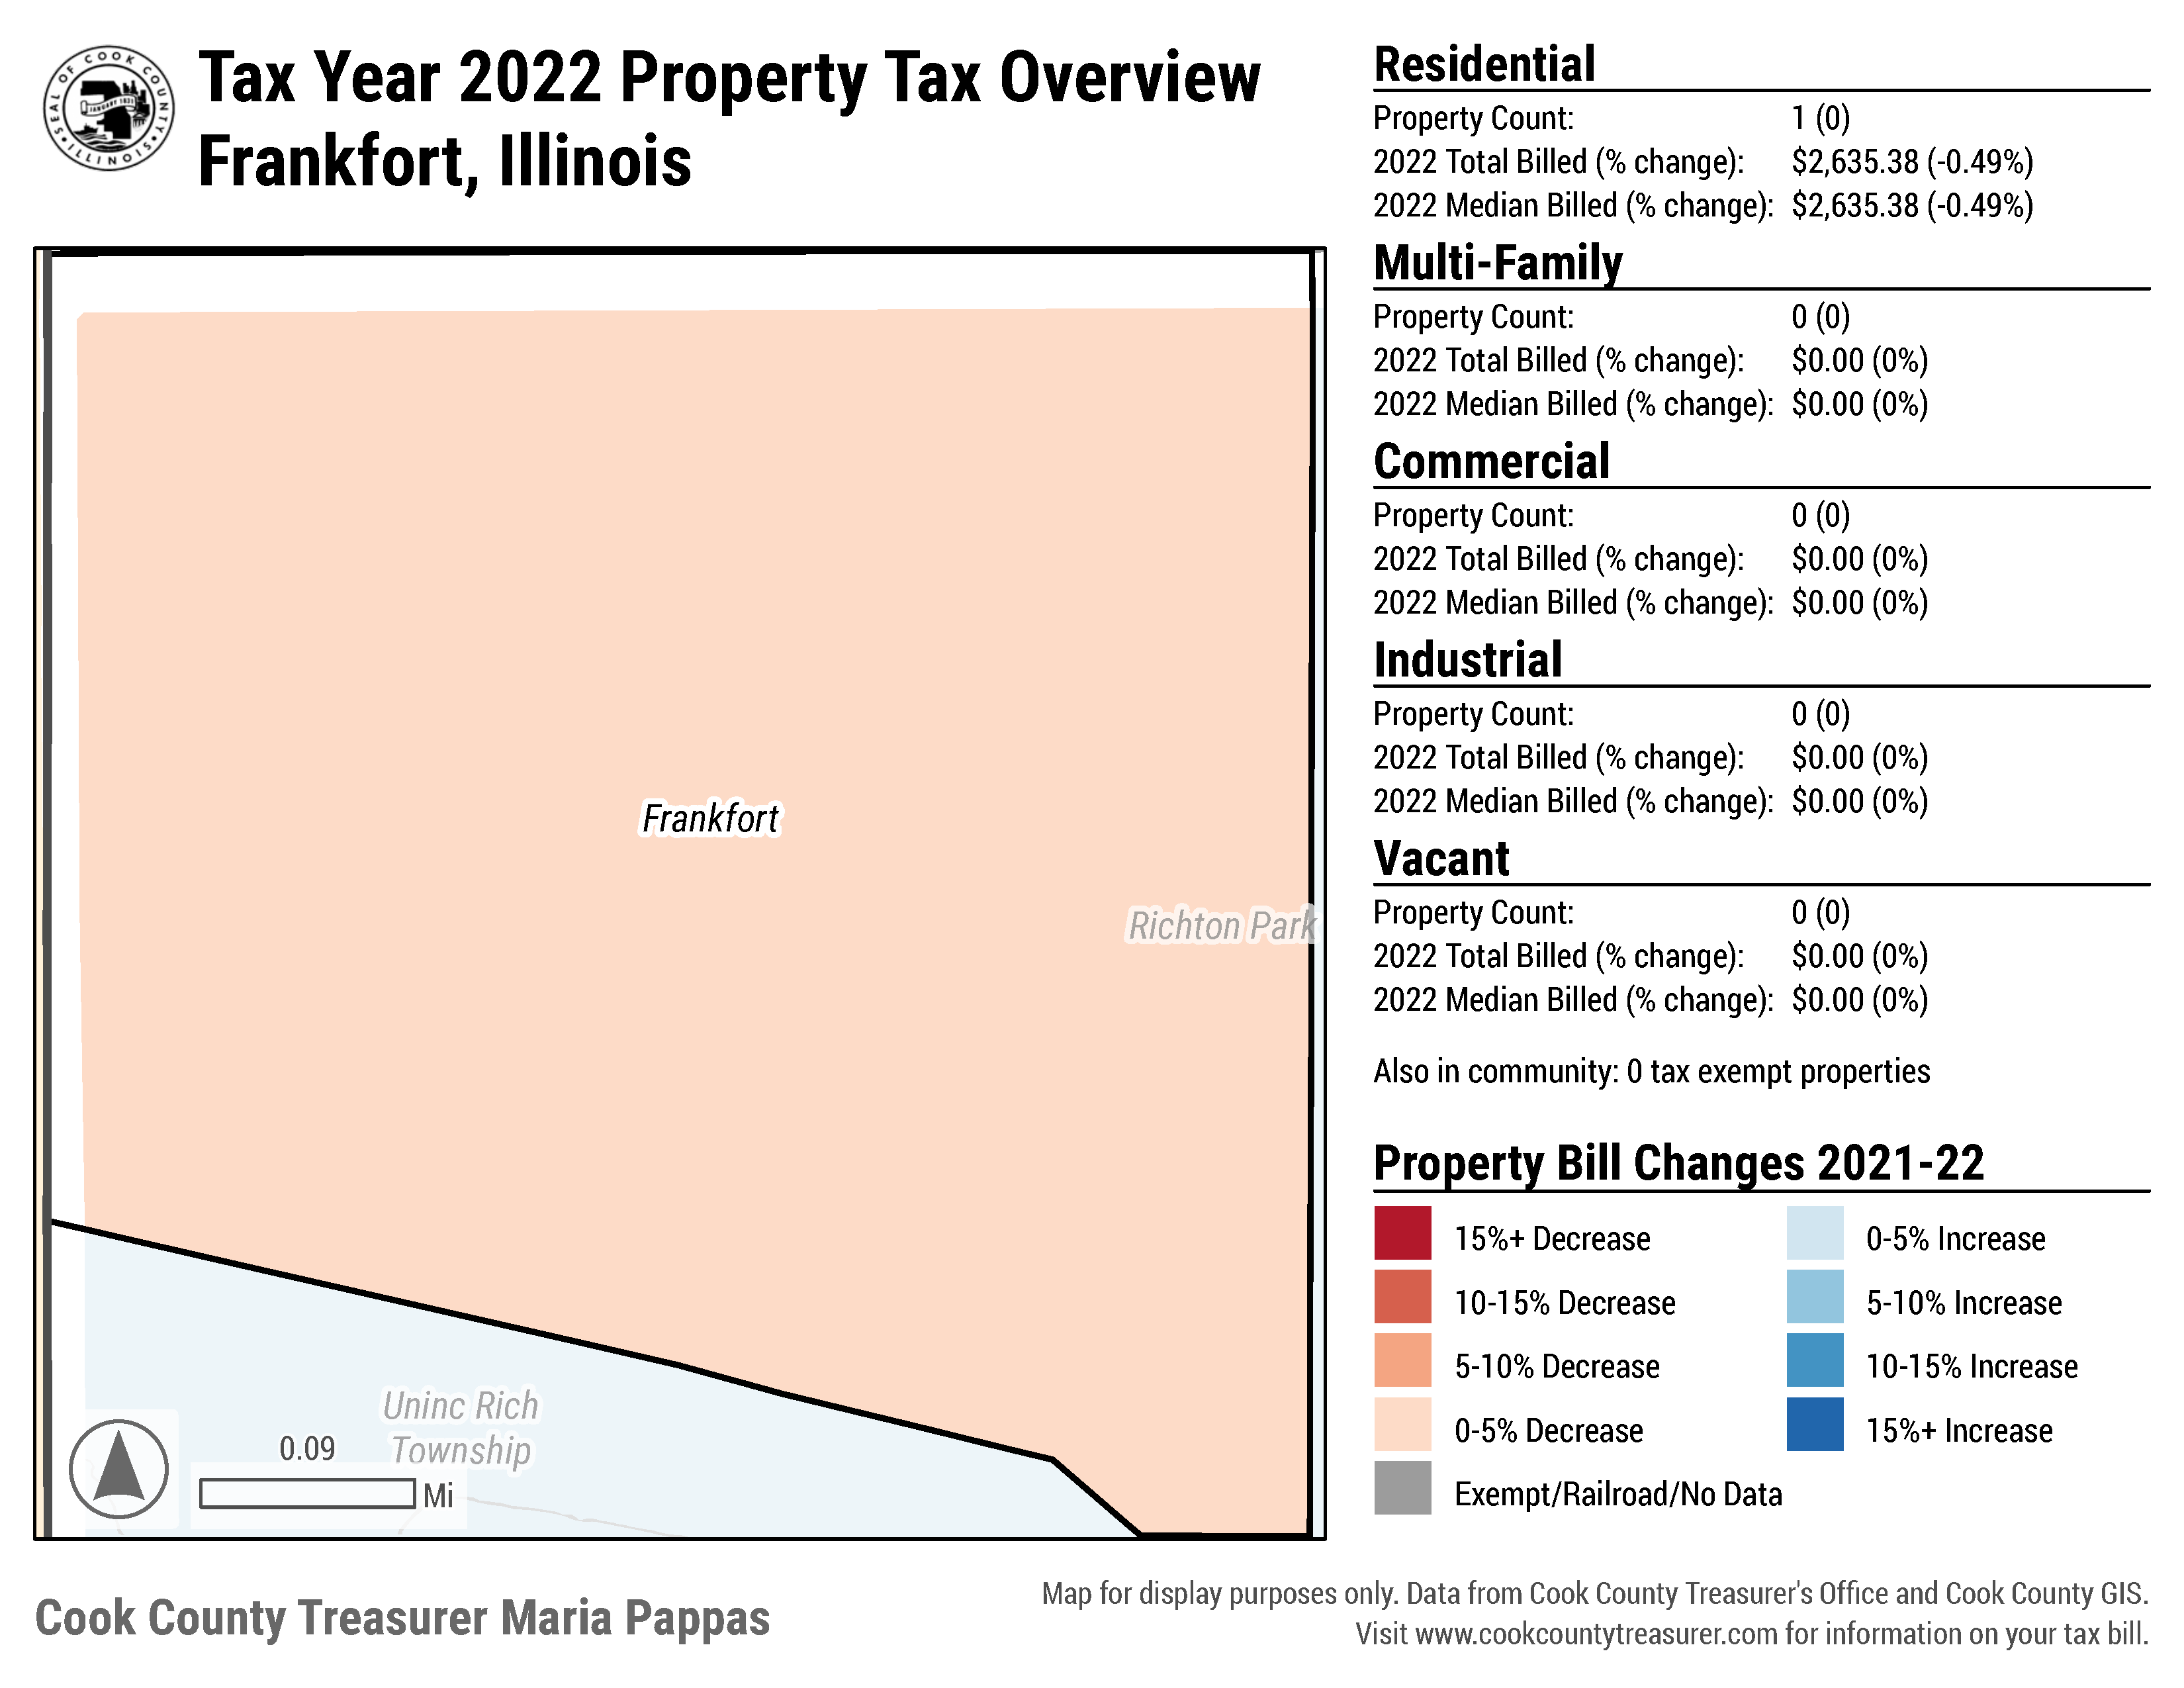 SEAL OF COOK COUNTY
ILLINOIS
JANUARY 1831
Tax Year 2022 Property Tax Overview
Frankfort, Illinois
Residential
Property Count: 1 (0)
2022 Total Billed (% change): $2,635.38 (-0.49%)
2022 Median Billed (% change): $2,635.38 (-0.49%)
Multi-Family
Property Count: 0 (0)
2022 Total Billed (% change): $0.00 (0%)
2022 Median Billed (% change): $0.00 (0%)
Commercial
Property Count: 0 (0)
2022 Total Billed (% change): $0.00 (0%)
2022 Median Billed (% change): $0.00 (0%)
Industrial
Property Count: 0 (0)
2022 Total Billed (% change): $0.00 (0%)
2022 Median Billed (% change): $0.00 (0%)
Vacant
Property Count: 0 (0)
2022 Total Billed (% change): $0.00 (0%)
2022 Median Billed (% change): $0.00 (0%)
Also in community: 0 tax exempt properties
Property Bill Changes 2021-22
15%+ Decrease
10-15% Decrease
5-10% Decrease
0-5% Decrease
Exempt/Railroad/No Data
0-5% Increase
5-10% Increase
10-15% Increase
15%+ Increase
Frankfort
Richton Park
Uninc Rich
Township
0.09
Mi
Cook County Treasurer Maria Pappas
Map for display purposes only. Data from Cook County Treasurer's Office and Cook County GIS.
Visit www.cookcountytreasurer.com for information on your tax bill.